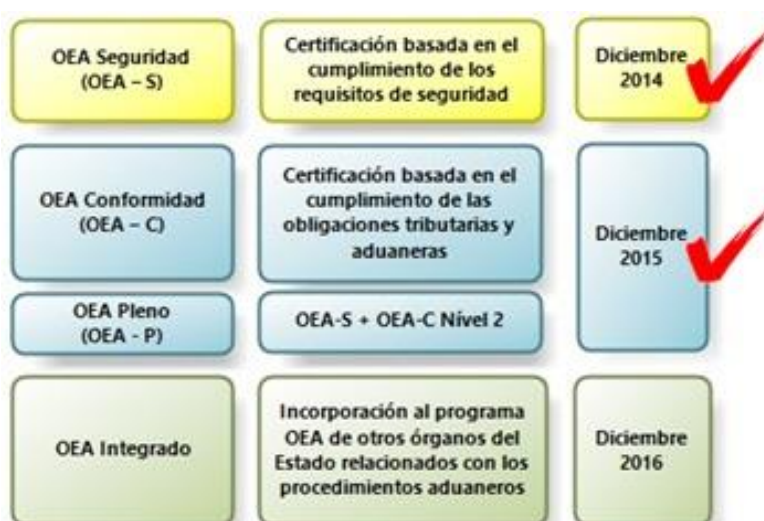 OEA Seguridad
(OEA – S)
Certificación basada en el
cumplimiento de los
requisitos de seguridad
Diciembre
2014
OEA Conformidad
(OEA – C)
Certificación basada en el
cumplimiento de las
obligaciones tributarias y
aduaneras
Diciembre
2015
OEA Pleno
(OEA - P)
OEA-S + OEA-C Nivel 2
OEA Integrado
Incorporación al programa
OEA de otros órganos del
Estado relacionados con los
procedimientos aduaneros
Diciembre
2016